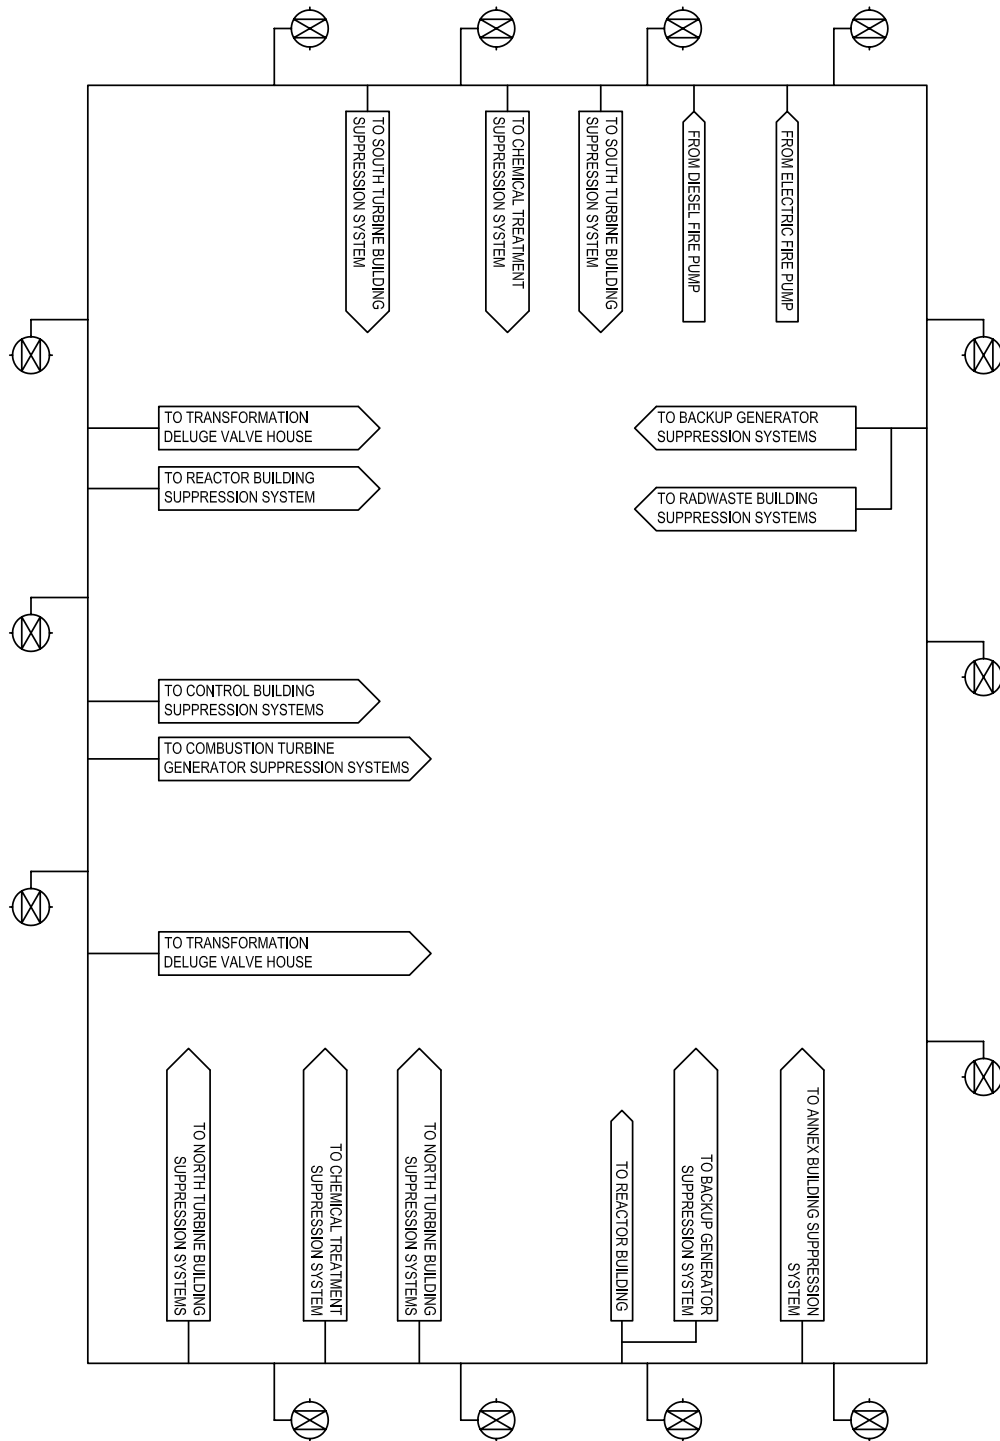 TO SOUTH TURBINE BUILDING
SUPPRESSION SYSTEM
TO CHEMICAL TREATMENT
SUPPRESSION SYSTEM
TO SOUTH TURBINE BUILDING
SUPPRESSION SYSTEM
FROM DIESEL FIRE PUMP
FROM ELECTRIC FIRE PUMP
TO TRANSFORMATION
DELUGE VALVE HOUSE
TO BACKUP GENERATOR
SUPPRESSION SYSTEMS
TO REACTOR BUILDING
SUPPRESSION SYSTEM
TO RADWASTE BUILDING
SUPPRESSION SYSTEMS
TO CONTROL BUILDING
SUPPRESSION SYSTEMS
TO COMBUSTION TURBINE
GENERATOR SUPPRESSION SYSTEMS
TO TRANSFORMATION
DELUGE VALVE HOUSE
TO NORTH TURBINE BUILDING
SUPPRESSION SYSTEMS
TO CHEMICAL TREATMENT
SUPPRESSION SYSTEM
TO NORTH TURBINE BUILDING
SUPPRESSION SYSTEMS
TO REACTOR BUILDING
TO BACKUP GENERATOR
SUPPRESSION SYSTEM
TO ANNEX BUILDING SUPPRESSION
SYSTEM